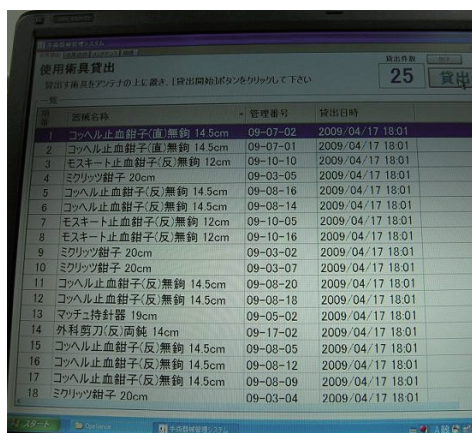 手術器械管理システム
使用術具貸出
貸出す術具をアンテナの上に置き、[貸出開始]ボタンをクリックして下さい
貸出件数
25
貸出
一覧
器械名称 管理番号 貸出日時
1 コッヘル止血鉗子(直)無鉤 14.5cm 09-07-02 2009/04/17 18:01
2 コッヘル止血鉗子(直)無鉤 14.5cm 09-07-01 2009/04/17 18:01
3 モスキート止血鉗子(反)無鉤 12cm 09-10-10 2009/04/17 18:01
4 ミクリッツ鉗子 20cm 09-03-05 2009/04/17 18:01
5 コッヘル止血鉗子(反)無鉤 14.5cm 09-08-16 2009/04/17 18:01
6 コッヘル止血鉗子(反)無鉤 14.5cm 09-08-14 2009/04/17 18:01
7 モスキート止血鉗子(反)無鉤 12cm 09-10-05 2009/04/17 18:01
8 モスキート止血鉗子(反)無鉤 12cm 09-10-16 2009/04/17 18:01
9 ミクリッツ鉗子 20cm 09-03-02 2009/04/17 18:01
10 ミクリッツ鉗子 20cm 09-03-07 2009/04/17 18:01
11 コッヘル止血鉗子(反)無鉤 14.5cm 09-08-20 2009/04/17 18:01
12 コッヘル止血鉗子(反)無鉤 14.5cm 09-08-18 2009/04/17 18:01
13 マッチュ持針器 19cm 09-05-02 2009/04/17 18:01
14 外科剪刀(反)両鈍 14cm 09-17-02 2009/04/17 18:01
15 コッヘル止血鉗子(反)無鉤 14.5cm 09-08-05 2009/04/17 18:01
16 コッヘル止血鉗子(反)無鉤 14.5cm 09-08-12 2009/04/17 18:01
17 コッヘル止血鉗子(反)無鉤 14.5cm 09-08-09 2009/04/17 18:01
18 ミクリッツ鉗子 20cm 09-03-04 2009/04/17 18:01
スタート 手術器械管理システム